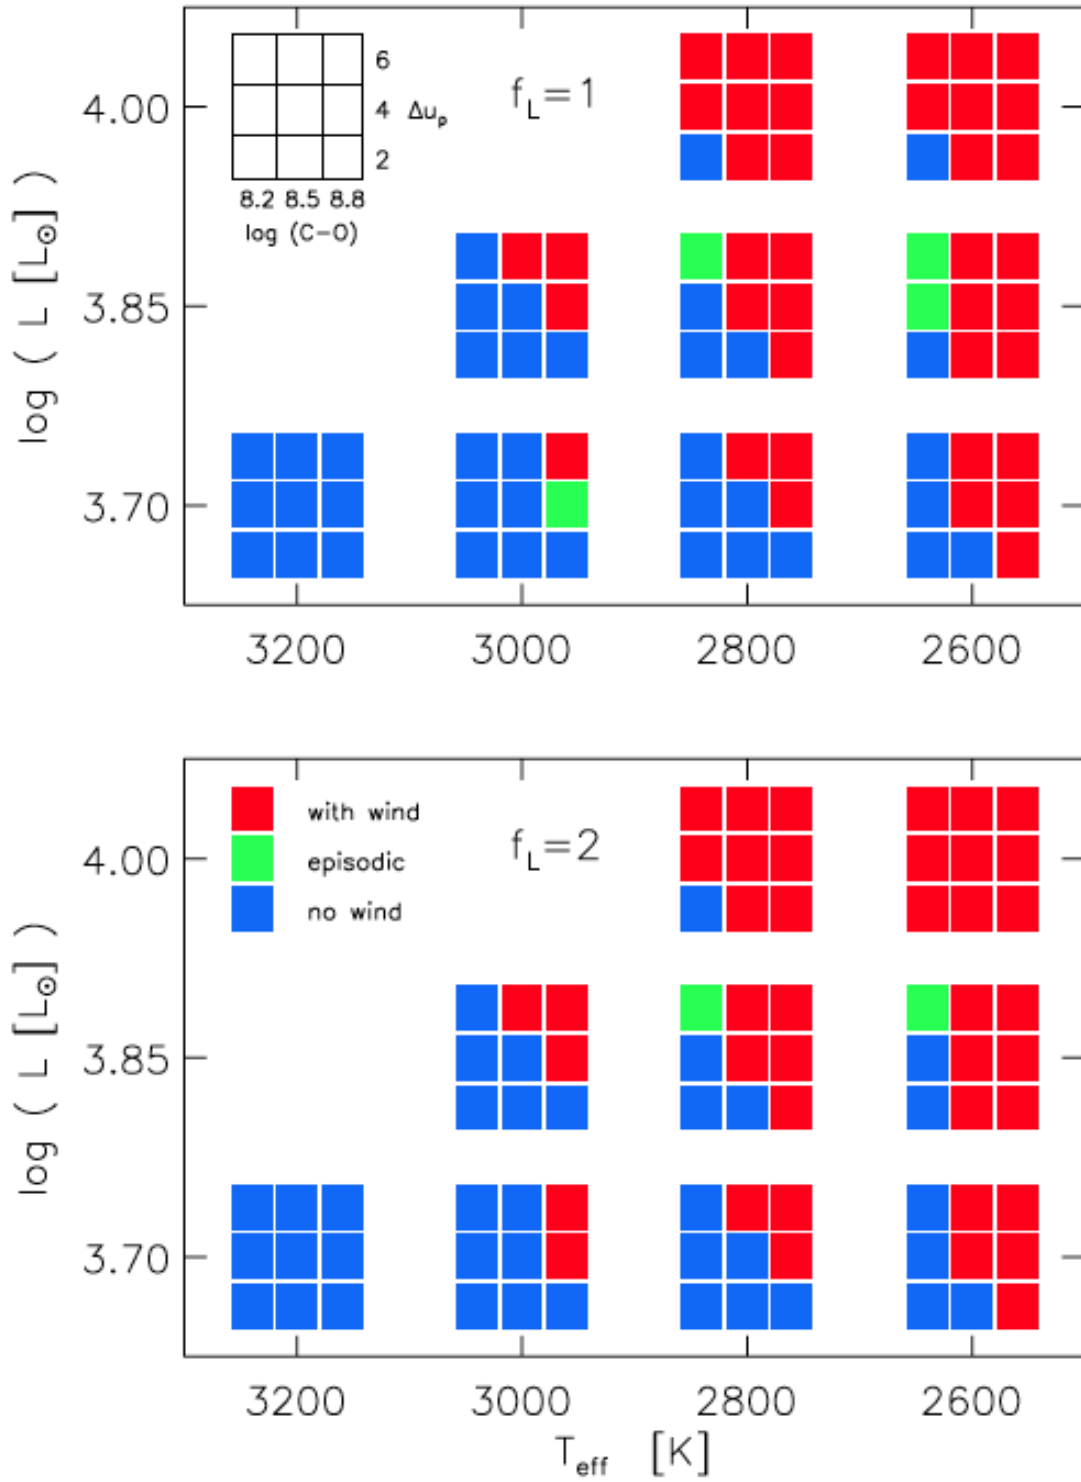 6
4 Δu_p
2
8.2 8.5 8.8
log (C-O)
f_L=1
4.00
3.85
3.70
log ( L [L⊙] )
3200 3000 2800 2600
with wind
episodic
no wind
f_L=2
4.00
3.85
3.70
log ( L [L⊙] )
3200 3000 2800 2600
T_eff [K]